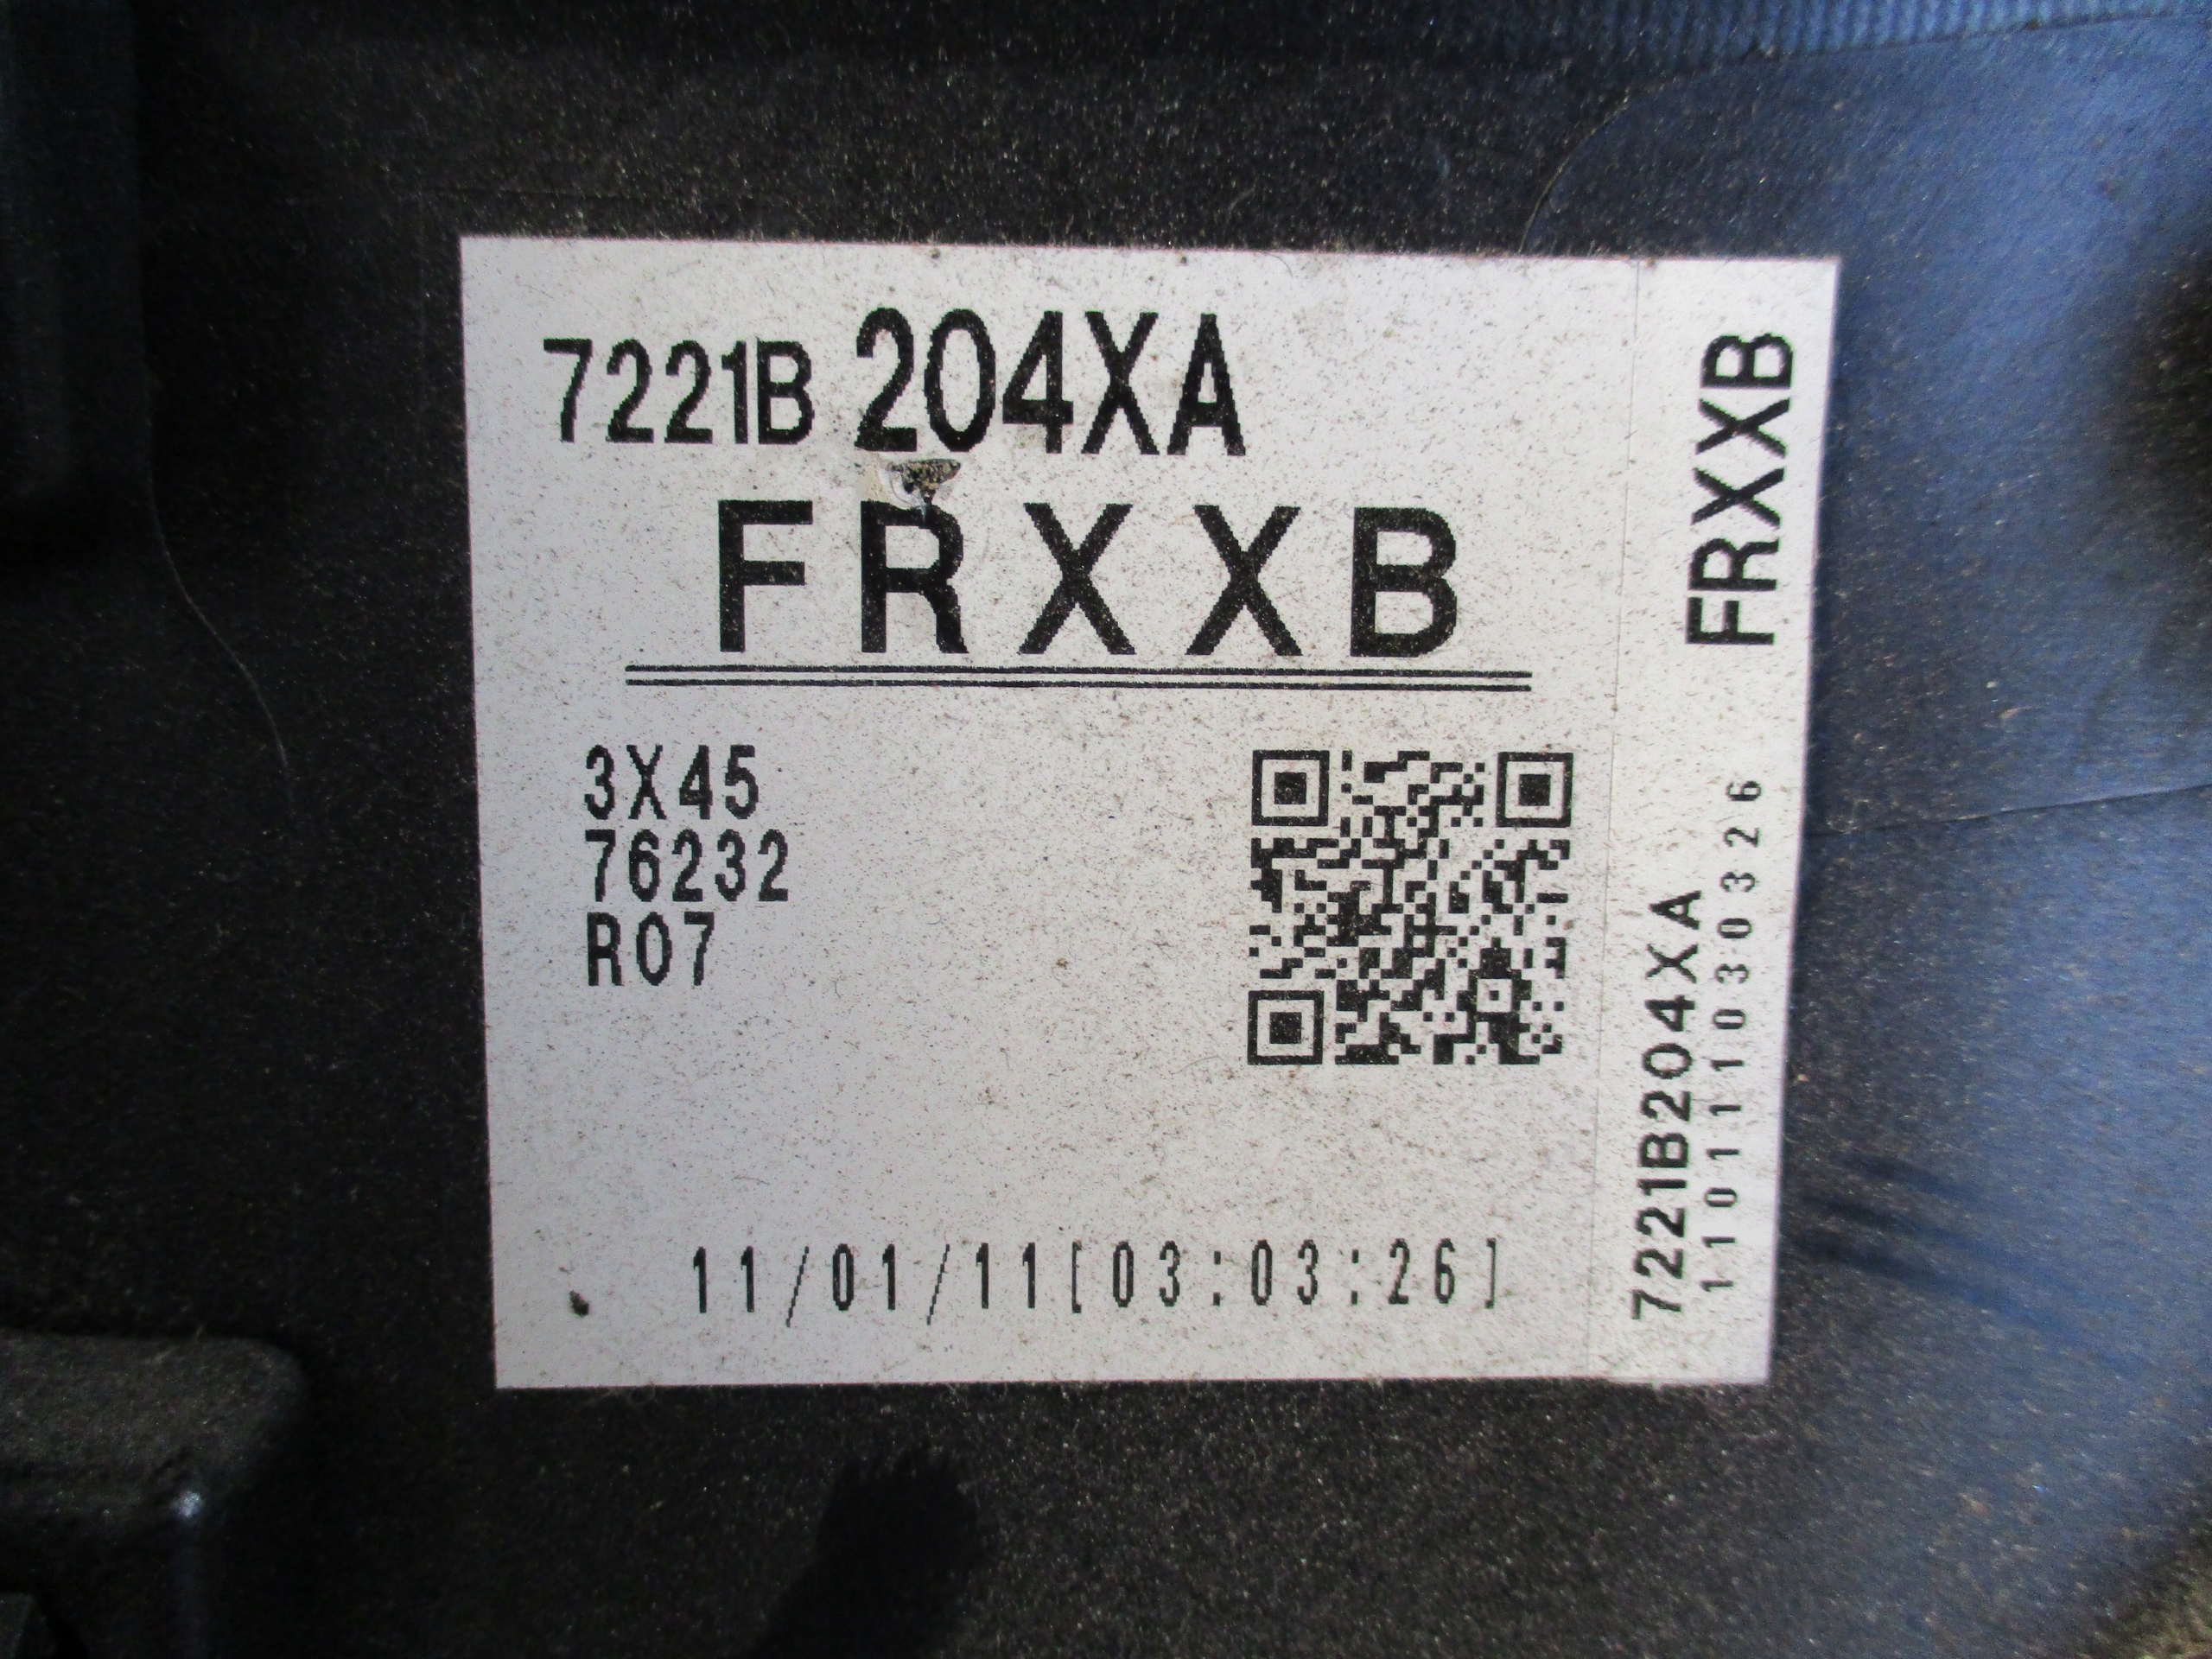 7221B 204XA
FRXXB
3X45
76232
R07
11/01/11[03:03:26]
FRXXB
7221B204XA
110111030326